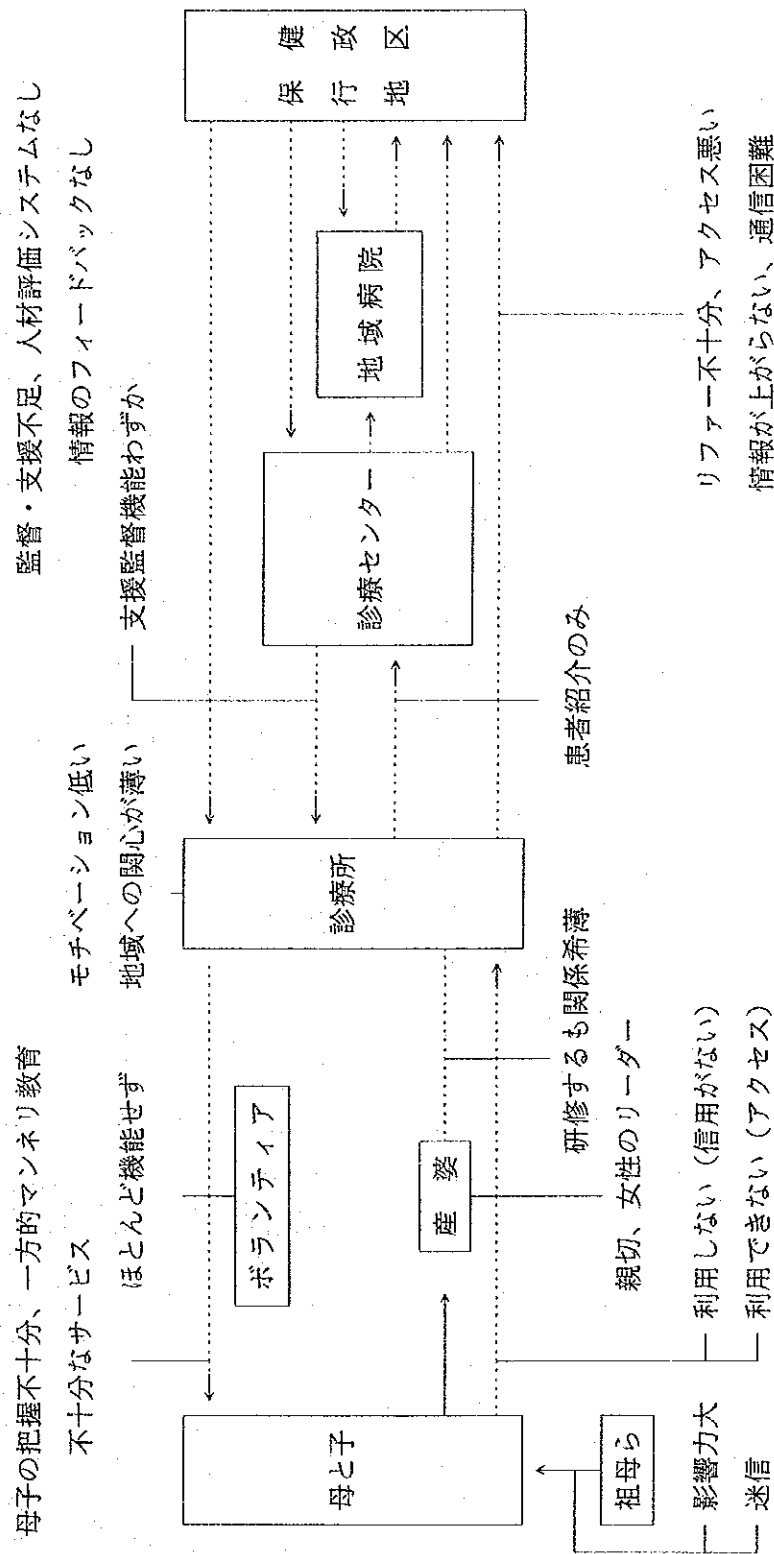 母子の把握不十分、一方的マンネリ教育
不十分なサービス
ほとんど機能せず
モチベーション低い
地域への関心が薄い
監督・支援不足、人材評価システムなし
情報のフィードバックなし
支援監督機能わずか
母と子
ボランティア
産婆
診療所
診療センター
地域病院
保健
行政
地区
祖母ら
影響力大
迷信
利用しない（信用がない）
利用できない（アクセス）
親切、女性のリーダー
研修するも関係希薄
患者紹介のみ
リファー不十分、アクセス悪い
情報が上がらない、通信困難